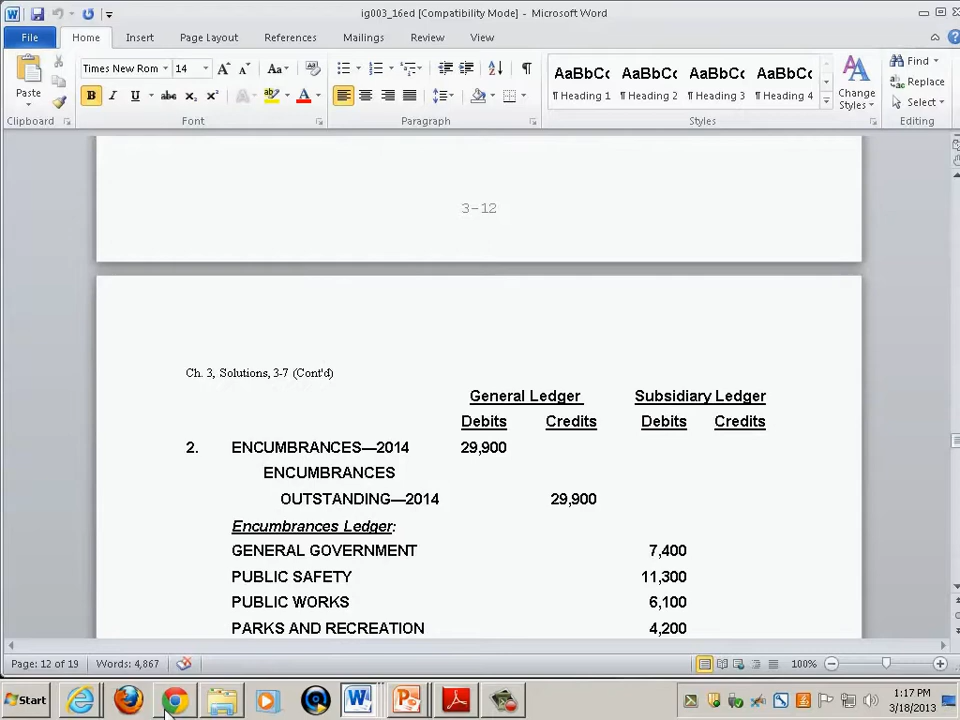 ig003_16ed [Compatibility Mode] - Microsoft Word
File Home Insert Page Layout References Mailings Review View
Paste
Times New Rom 14
Aa
B I U abc X₂ X² A A
AaBbCc AaBbCc AaBbCc AaBbCc
¶ Heading 1 ¶ Heading 2 ¶ Heading 3 ¶ Heading 4
Change
Styles
Find
Replace
Select
Clipboard Font Paragraph Styles Editing
3-12
Ch. 3, Solutions, 3-7 (Cont'd)
General Ledger Subsidiary Ledger
Debits Credits Debits Credits
2. ENCUMBRANCES—2014 29,900
ENCUMBRANCES
OUTSTANDING—2014 29,900
Encumbrances Ledger:
GENERAL GOVERNMENT 7,400
PUBLIC SAFETY 11,300
PUBLIC WORKS 6,100
PARKS AND RECREATION 4,200
Page: 12 of 19 Words: 4,867 100%
Start 1:17 PM
3/18/2013